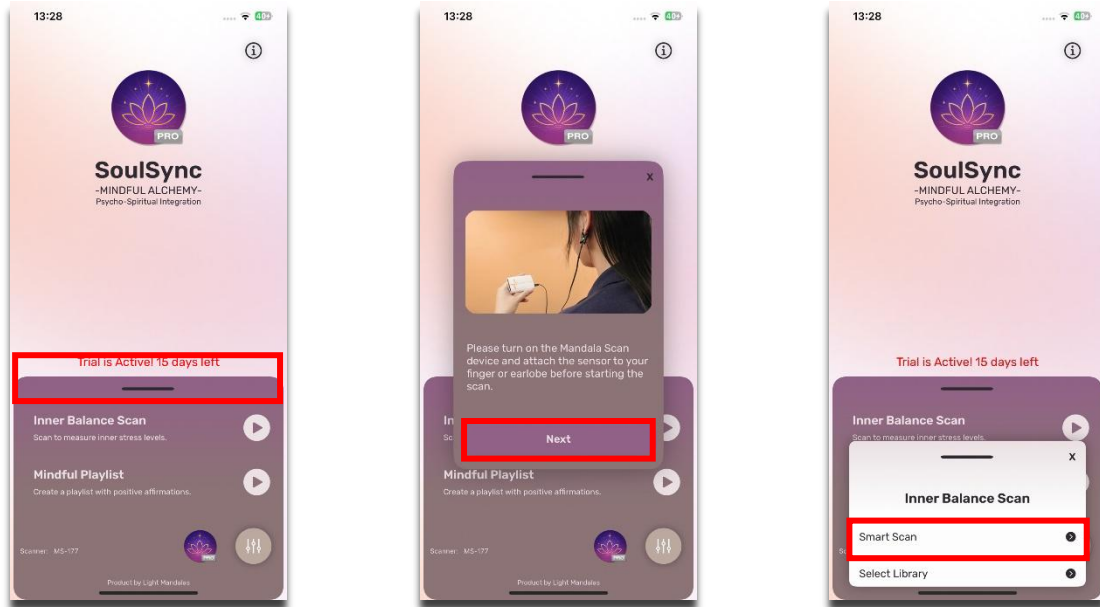 13:28
40+
PRO
SoulSync
-MINDFUL ALCHEMY-
Psycho-Spiritual Integration
Trial is Active! 15 days left
Inner Balance Scan
Scan to measure inner stress levels.
Mindful Playlist
Create a playlist with positive affirmations.
Scanner: MS-177
PRO
Product by Light Mandalas
13:28
40+
PRO
X
Please turn on the Mandala Scan
device and attach the sensor to your
finger or earlobe before starting the
scan.
Next
Mindful Playlist
Create a playlist with positive affirmations.
Scanner: MS-177
PRO
Product by Light Mandalas
13:28
40+
PRO
SoulSync
-MINDFUL ALCHEMY-
Psycho-Spiritual Integration
Trial is Active! 15 days left
Inner Balance Scan
Scan to measure inner stress levels.
X
Inner Balance Scan
Smart Scan
Select Library